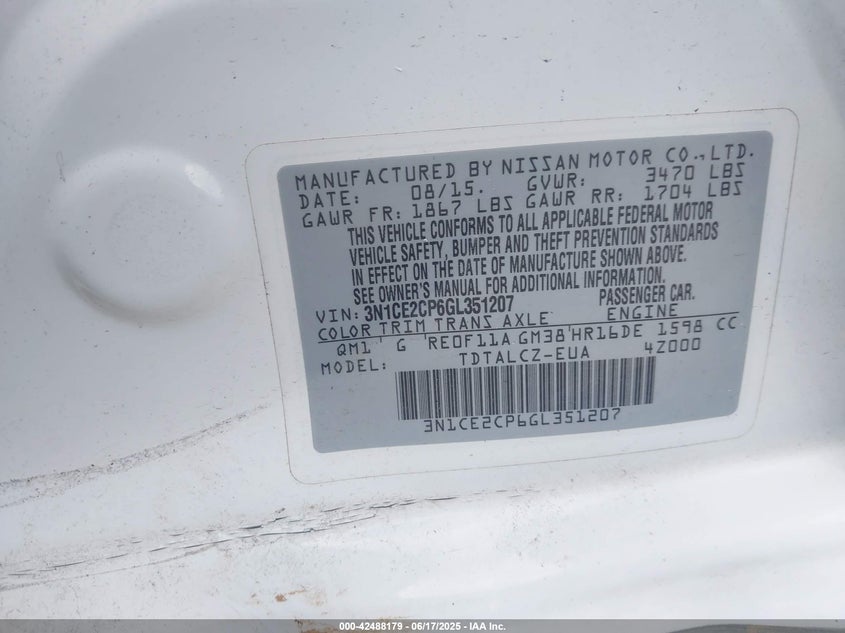 MANUFACTURED BY NISSAN MOTOR CO.,LTD.
DATE: 08/15. GVWR: 3470 LBS
GAWR FR: 1867 LBS GAWR RR: 1704 LBS
THIS VEHICLE CONFORMS TO ALL APPLICABLE FEDERAL MOTOR
VEHICLE SAFETY, BUMPER AND THEFT PREVENTION STANDARDS
IN EFFECT ON THE DATE OF MANUFACTURE SHOWN ABOVE.
SEE OWNER'S MANUAL FOR ADDITIONAL INFORMATION.
VIN: 3N1CE2CP6GL351207 PASSENGER CAR.
COLOR TRIM TRANS AXLE ENGINE
QM1 G RE0F11A GM38 HR16DE 1598 CC
MODEL: TDTALCZ-EUA 4Z000
3N1CE2CP6GL351207
000-42488179 - 06/17/2025 - IAA Inc.